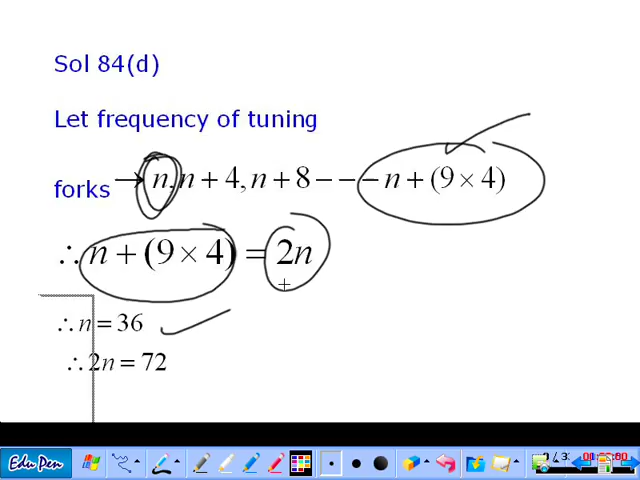 Sol 84(d)
Let frequency of tuning
forks → n, n + 4, n + 8 − − − n + (9 × 4)
∴ n + (9 × 4) = 2n
∴ n = 36
∴ 2n = 72
Edu Pen